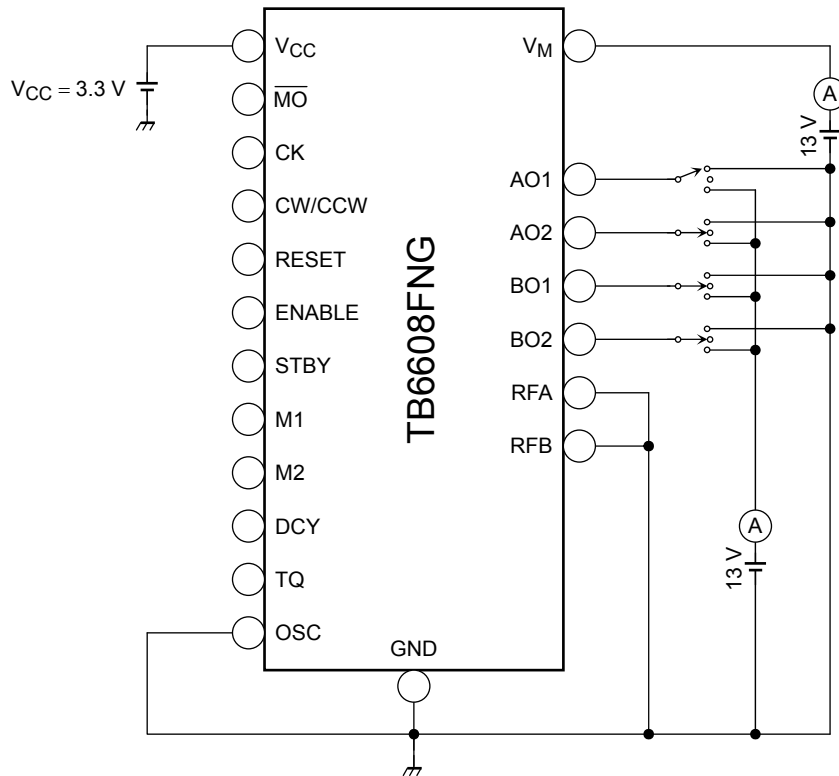 VCC
VM
VCC = 3.3 V
MO
A
13 V
CK
AO1
CW/CCW
AO2
RESET
BO1
ENABLE
BO2
STBY
RFA
M1
RFB
M2
TB6608FNG
DCY
A
13 V
TQ
OSC
GND